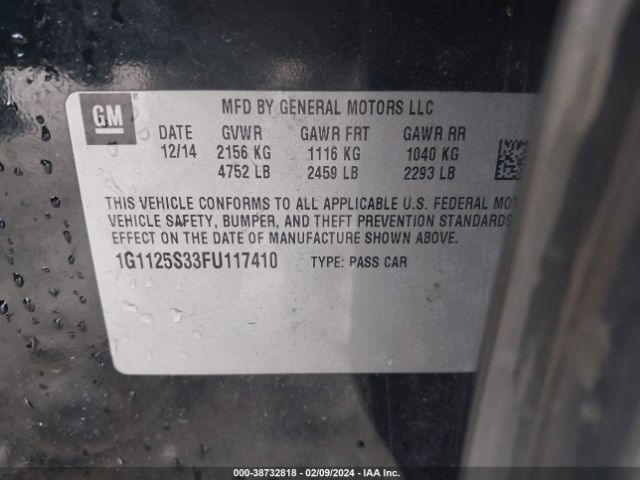 GM
MFD BY GENERAL MOTORS LLC
DATE GVWR GAWR FRT GAWR RR
12/14 2156 KG 1116 KG 1040 KG
4752 LB 2459 LB 2293 LB
THIS VEHICLE CONFORMS TO ALL APPLICABLE U.S. FEDERAL
VEHICLE SAFETY, BUMPER, AND THEFT PREVENTION STANDARDS
EFFECT ON THE DATE OF MANUFACTURE SHOWN ABOVE.
1G1125S33FU117410 TYPE: PASS CAR
000-38732818 - 02/09/2024 - IAA Inc.